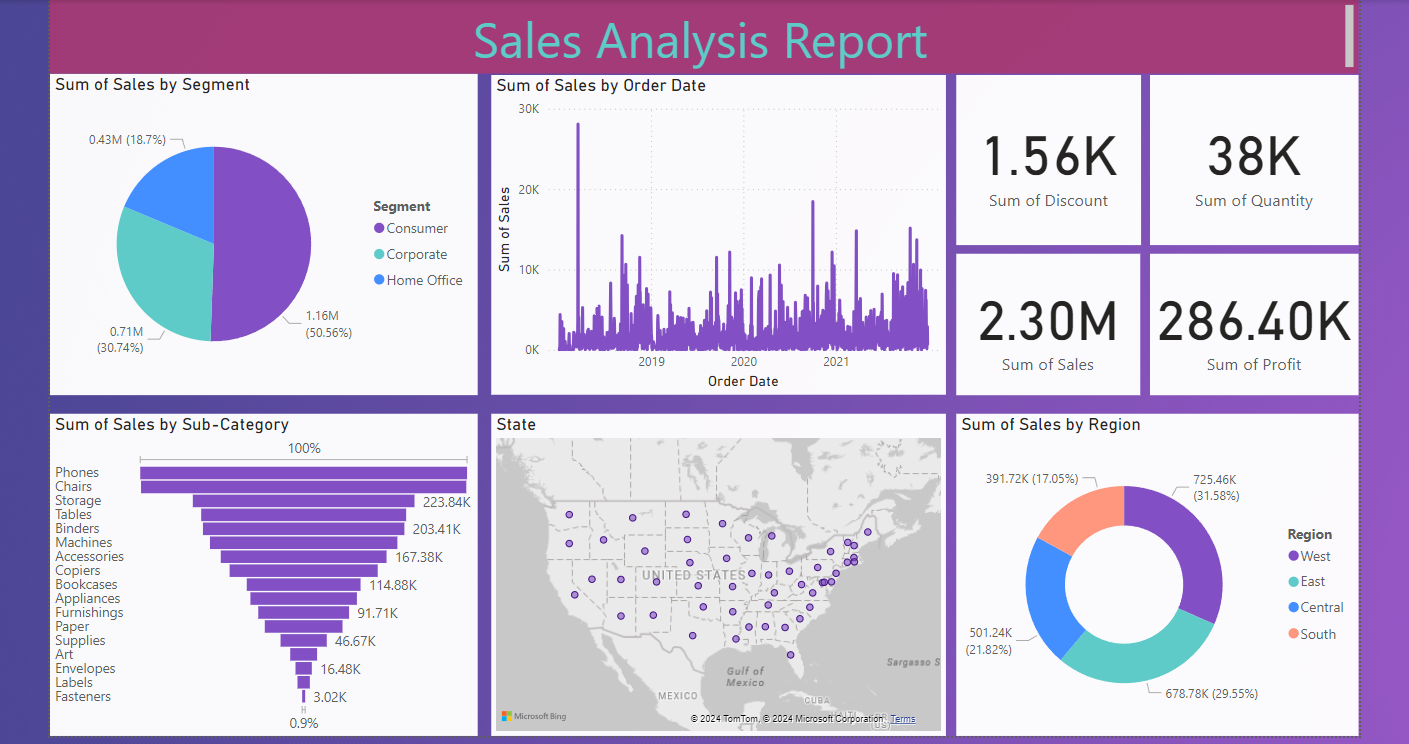 Sales Analysis Report
Sum of Sales by Segment
0.43M (18.7%)
0.71M
(30.74%)
1.16M
(50.56%)
Segment
Consumer
Corporate
Home Office
Sum of Sales by Order Date
Sum of Sales
30K
20K
10K
0K
2019 2020 2021
Order Date
1.56K
Sum of Discount
38K
Sum of Quantity
2.30M
Sum of Sales
286.40K
Sum of Profit
Sum of Sales by Sub-Category
100%
Phones
Chairs
Storage 223.84K
Tables
Binders 203.41K
Machines
Accessories 167.38K
Copiers
Bookcases 114.88K
Appliances
Furnishings 91.71K
Paper
Supplies 46.67K
Art
Envelopes 16.48K
Labels
Fasteners 3.02K
0.9%
State
UNITED STATES
Gulf of
Mexico
Sargasso S
MEXICO
CUBA
Microsoft Bing
© 2024 TomTom, © 2024 Microsoft Corporation Terms
Sum of Sales by Region
391.72K (17.05%)
725.46K
(31.58%)
501.24K
(21.82%)
678.78K (29.55%)
Region
West
East
Central
South